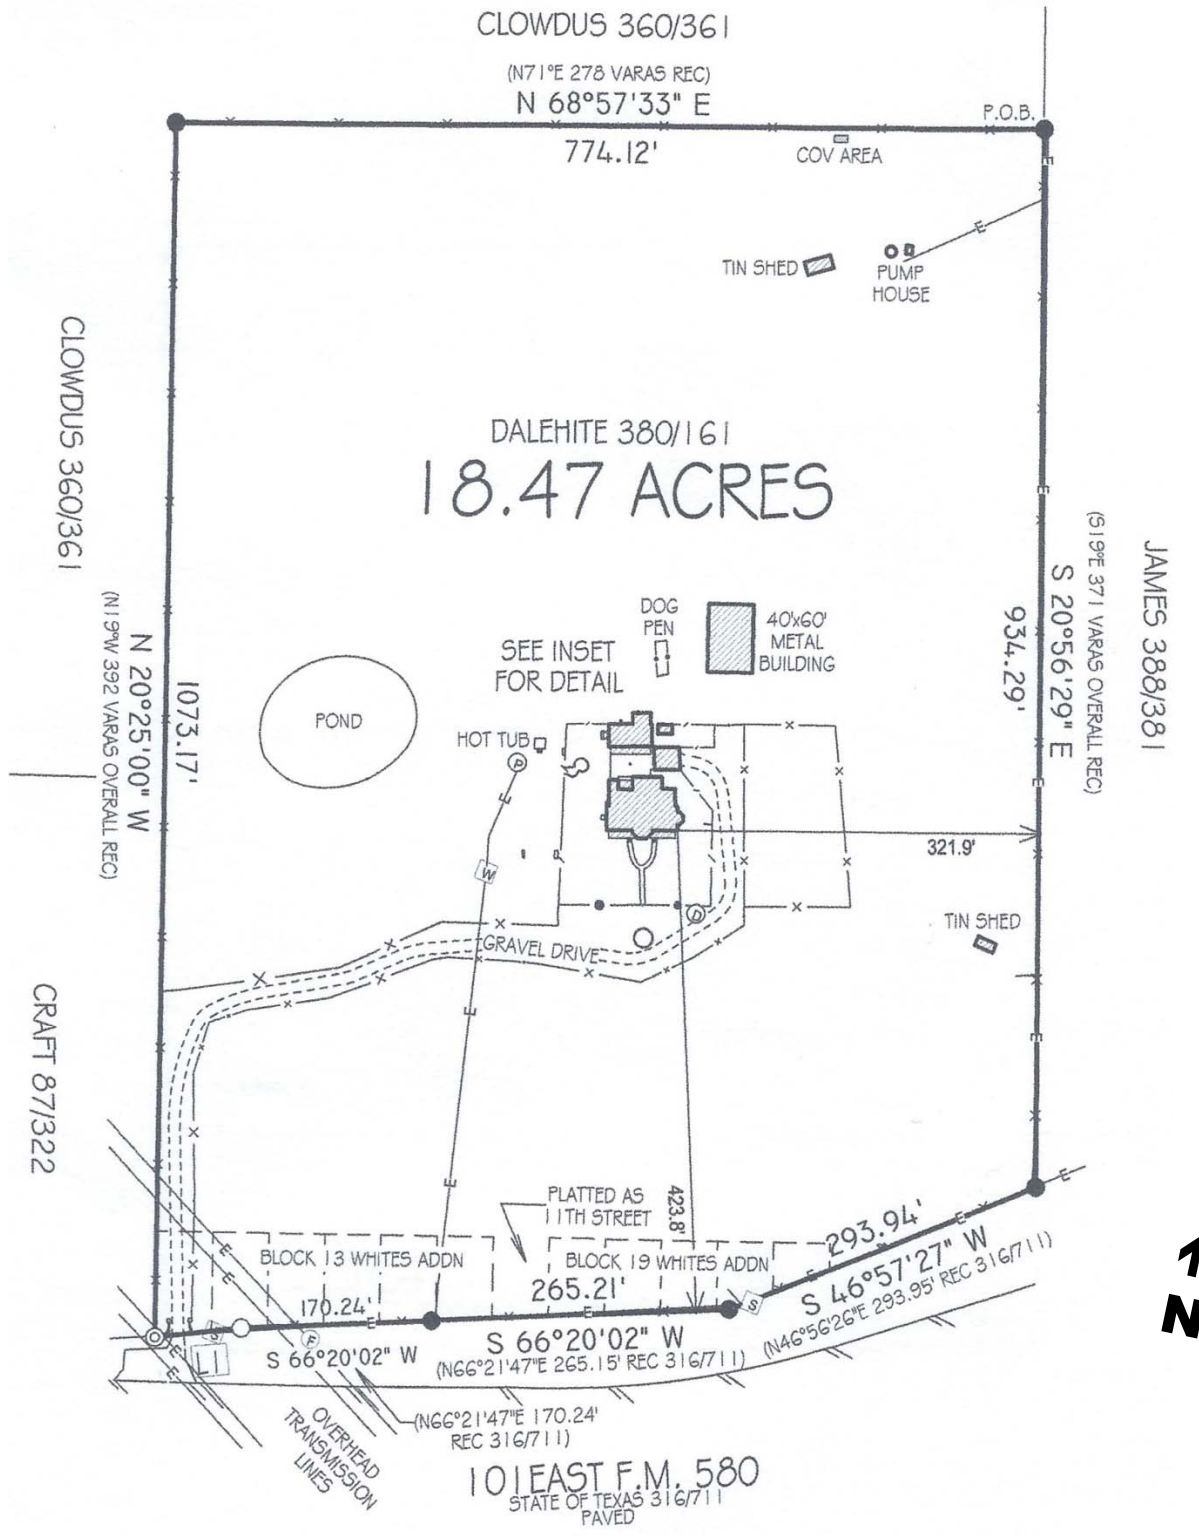 CLOWDUS 360/361
(N71°E 278 VARAS REC)
N 68°57'33" E
P.O.B.
774.12'
COV AREA
E
E
TIN SHED
PUMP
HOUSE
CLOWDUS 360/361
DALEHITE 380/161
18.47 ACRES
E
JAMES 388/381
(S19°E 371 VARAS OVERALL REC)
S 20°56'29" E
934.29'
DOG
PEN
40'x60'
METAL
BUILDING
SEE INSET
FOR DETAIL
(N19°W 392 VARAS OVERALL REC)
N 20°25'00" W
1073.17'
POND
HOT TUB
E
E
W
321.9'
D
TIN SHED
GRAVEL DRIVE
E
E
CRAFT 87/322
E
E
PLATTED AS
11TH STREET
423.8'
E
E
BLOCK 13 WHITES ADDN
BLOCK 19 WHITES ADDN
293.94'
E
E
E
265.21'
170.24'
E
E
S
S 46°57'27" W
(N46°56'26"E 293.95' REC 316/711)
S
L1
S 66°20'02" W
S 66°20'02" W
(N66°21'47"E 265.15' REC 316/711)
E
E
(N66°21'47"E 170.24'
REC 316/711)
OVERHEAD
TRANSMISSION
LINES
101 EAST F.M. 580
STATE OF TEXAS 316/711
PAVED
1
N